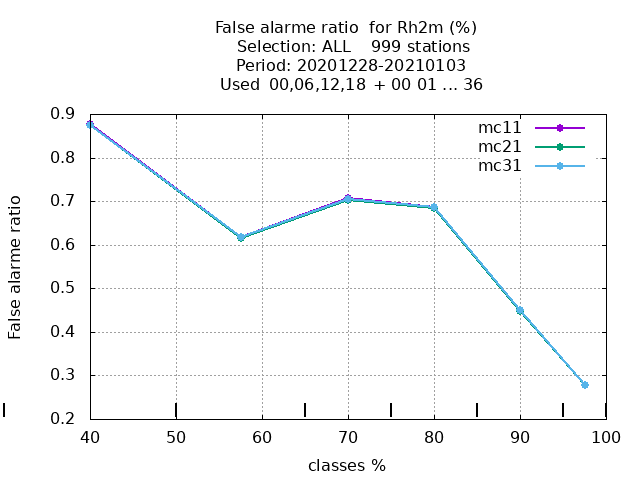 False alarme ratio  for Rh2m (%)
Selection: ALL    999 stations
Period: 20201228-20210103
Used 00,06,12,18 + 00 01 ... 36
mc11
mc21
mc31
False alarme ratio
0.9
0.8
0.7
0.6
0.5
0.4
0.3
0.2
40 50 60 70 80 90 100
classes %